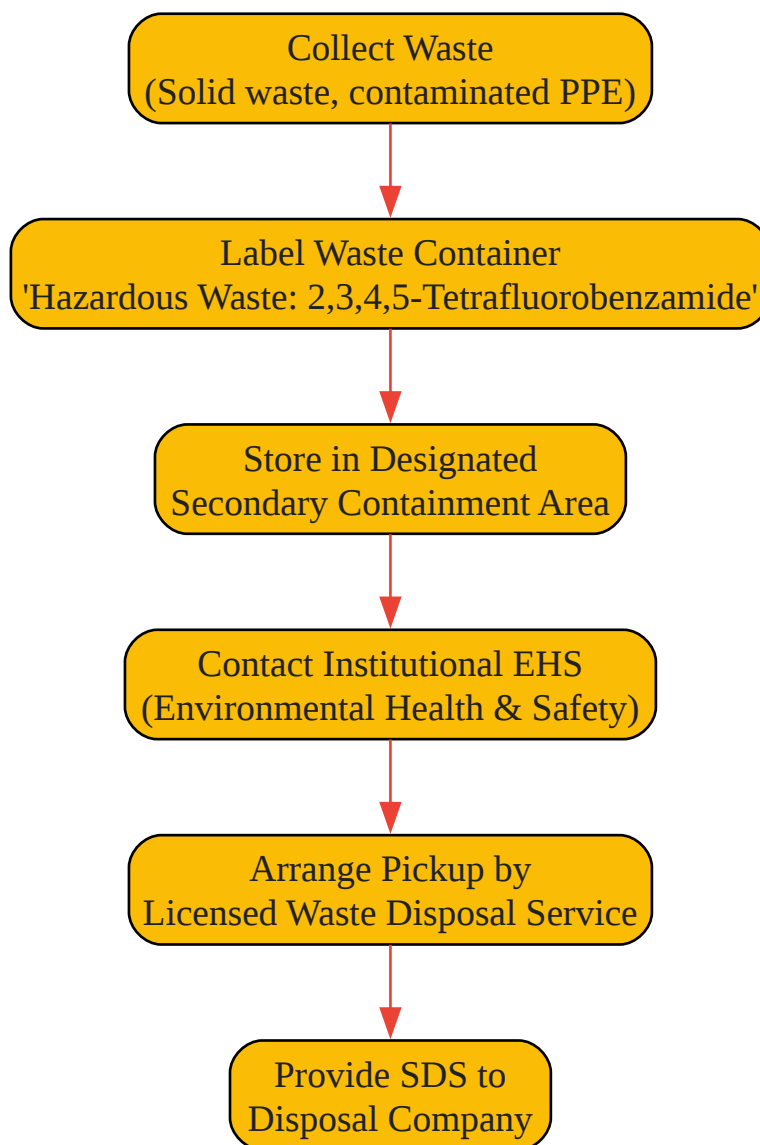 Collect Waste
(Solid waste, contaminated PPE)
Label Waste Container
'Hazardous Waste: 2,3,4,5-Tetrafluorobenzamide'
Store in Designated
Secondary Containment Area
Contact Institutional EHS
(Environmental Health & Safety)
Arrange Pickup by
Licensed Waste Disposal Service
Provide SDS to
Disposal Company